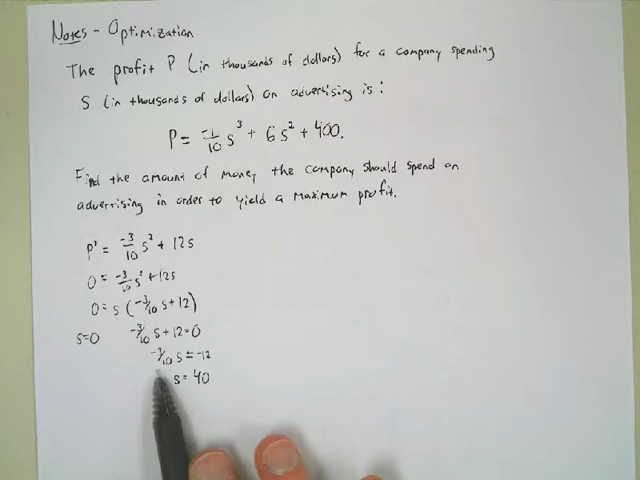 Notes - Optimization
The profit P (in thousands of dollars) for a company spending
S (in thousands of dollars) on advertising is:
P = -1/10 s³ + 6s² + 400.
Find the amount of money the company should spend on
advertising in order to yield a maximum profit.
P' = -3/10 s² + 12s
0 = -3/10 s² + 12s
0 = s (-3/10 s + 12)
s=0 -3/10 s + 12 = 0
-3/10 s = -12
s = 40